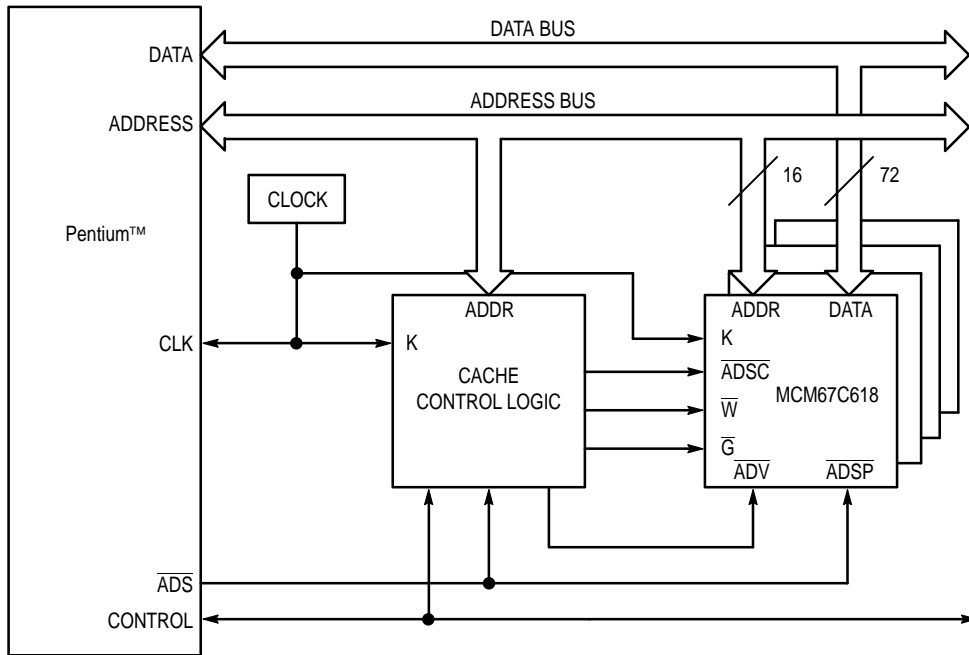 DATA BUS
DATA
ADDRESS BUS
ADDRESS
16
72
CLOCK
Pentium™
ADDR
ADDR DATA
K
CLK
K
ADSC
CACHE
CONTROL LOGIC
MCM67C618
W
G
ADV
ADSP
ADS
CONTROL